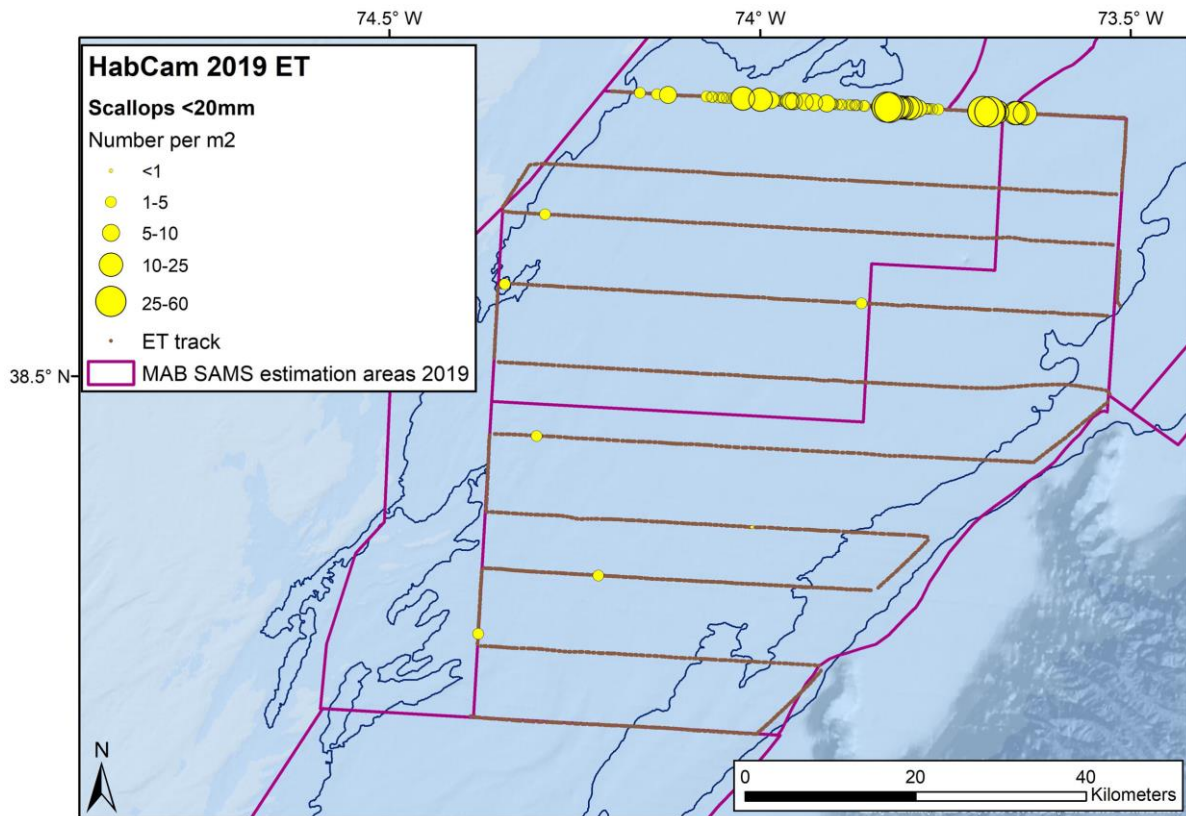 74.5° W 74° W 73.5° W
HabCam 2019 ET
Scallops <20mm
Number per m2
<1
1-5
5-10
10-25
25-60
ET track
MAB SAMS estimation areas 2019
38.5° N
N
0 20 40
Kilometers